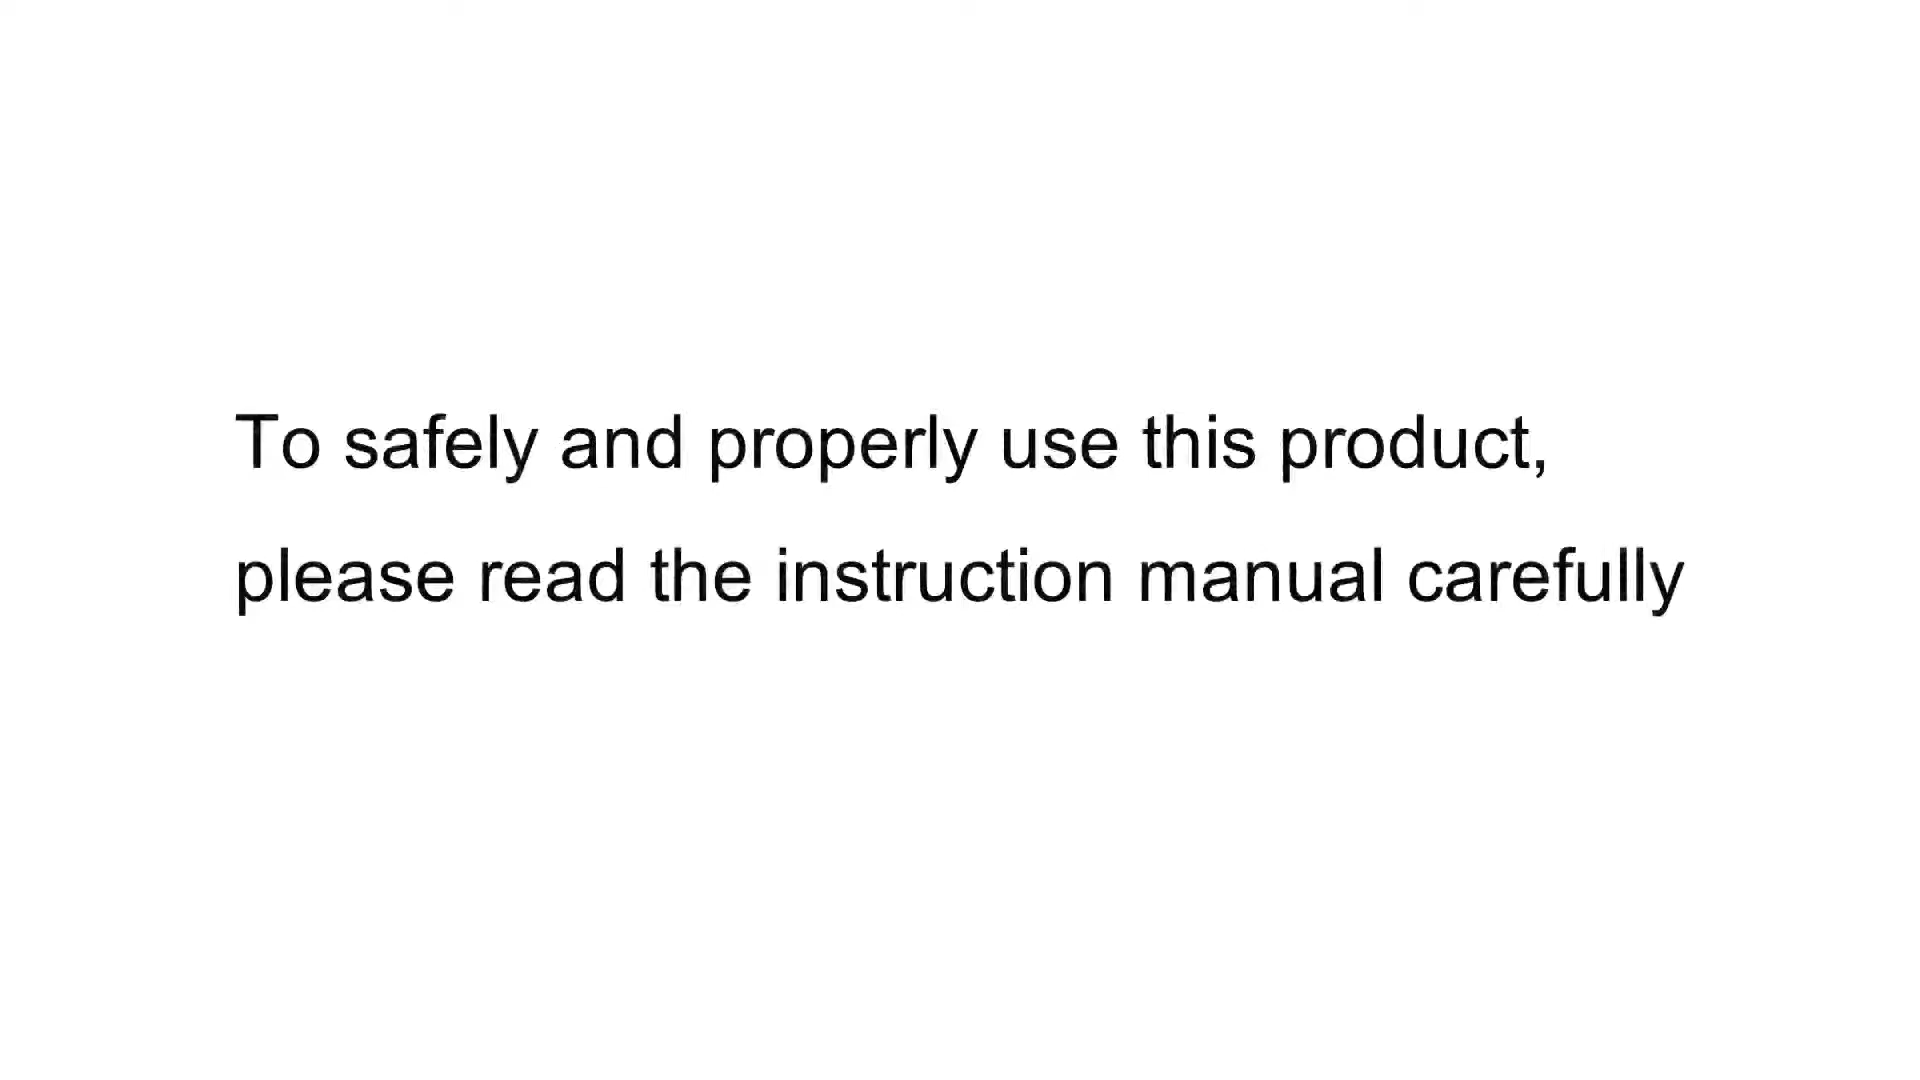 To safely and properly use this product,
please read the instruction manual carefully